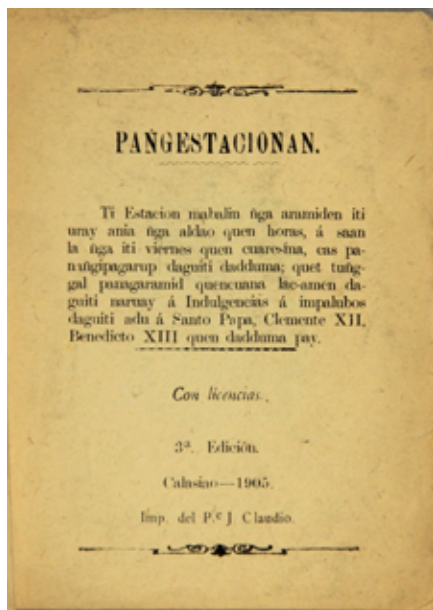 PAÑGESTACIONAN.
Ti Estacion mabalin ñga aramiden iti
uray ania ñga aldao quen horas, á saan
la ñga iti viernes quen cuaresma, cas pa-
nañgipagarup daguiti dadduma; quet tuñg-
gal panagaramid quencuana lac-amen da-
guiti naruay á Indulgencias á impalubos
daguiti adu á Santo Papa, Clemente XII,
Benedicto XIII quen dadduma pay.
Con licencias.
3ª. Edición.
Calasiao—1905.
Imp. del P.ᶜ J. Claudio.